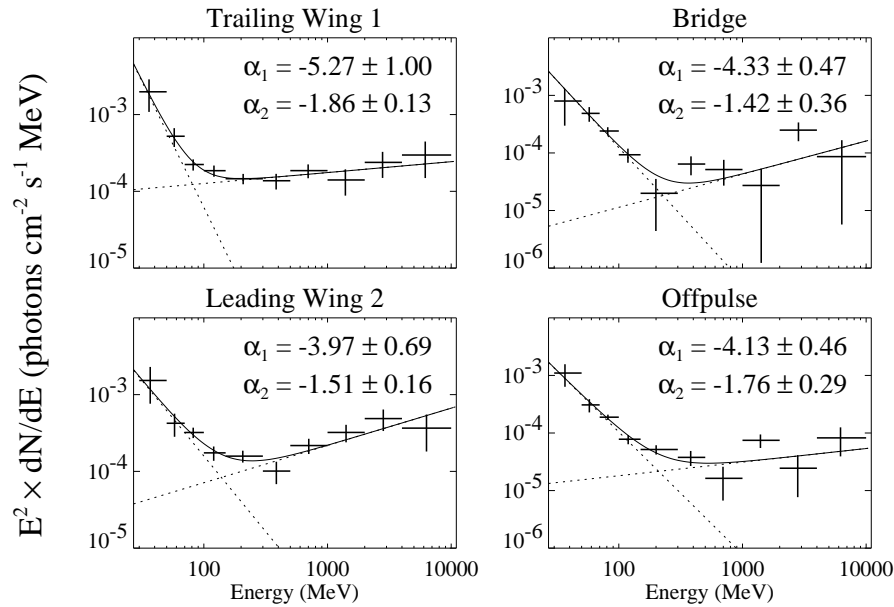 Trailing Wing 1
α₁ = -5.27 ± 1.00
α₂ = -1.86 ± 0.13
10⁻³
10⁻⁴
10⁻⁵
Bridge
α₁ = -4.33 ± 0.47
α₂ = -1.42 ± 0.36
10⁻³
10⁻⁴
10⁻⁵
10⁻⁶
E² × dN/dE (photons cm⁻² s⁻¹ MeV)
Leading Wing 2
α₁ = -3.97 ± 0.69
α₂ = -1.51 ± 0.16
10⁻³
10⁻⁴
10⁻⁵
100 1000 10000
Energy (MeV)
Offpulse
α₁ = -4.13 ± 0.46
α₂ = -1.76 ± 0.29
10⁻³
10⁻⁴
10⁻⁵
10⁻⁶
100 1000 10000
Energy (MeV)